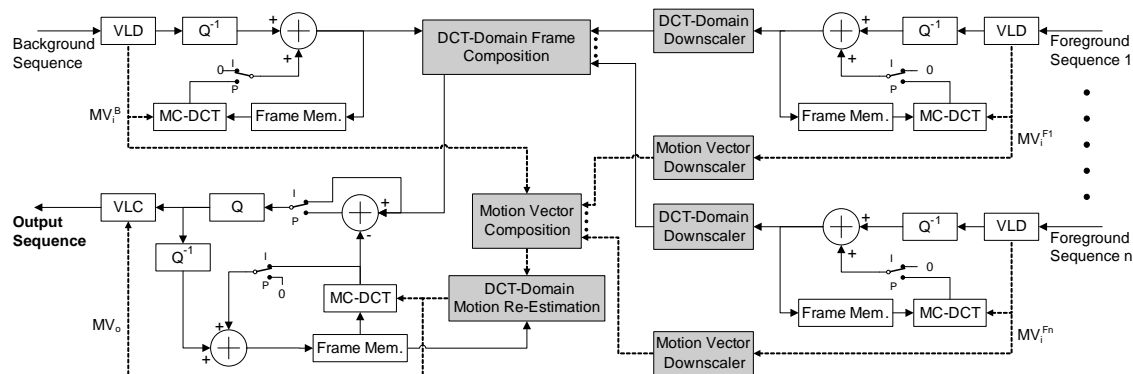 Background
Sequence
VLD
Q-1
+
+
I
0
P
MC-DCT
Frame Mem.
MViB
DCT-Domain Frame
Composition
DCT-Domain
Downscaler
+
+
Q-1
VLD
Foreground
Sequence 1
I
0
P
Frame Mem.
MC-DCT
MViF1
Motion Vector
Downscaler
VLC
Output
Sequence
Q
I
P
+
-
Q-1
I
P
0
MC-DCT
MVo
+
+
Frame Mem.
Motion Vector
Composition
DCT-Domain
Motion Re-Estimation
DCT-Domain
Downscaler
+
+
Q-1
VLD
Foreground
Sequence n
I
0
P
Frame Mem.
MC-DCT
MViFn
Motion Vector
Downscaler